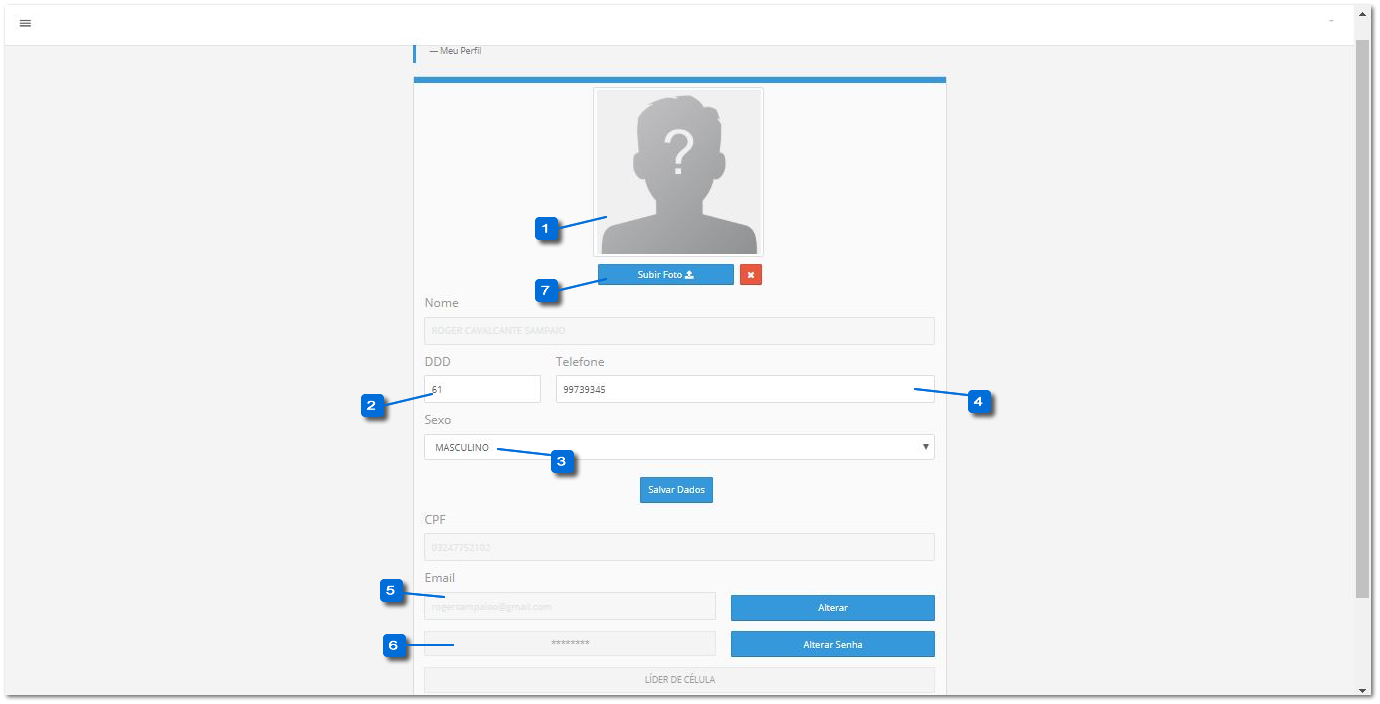 — Meu Perfil
?
1
Subir Foto
7
Nome
ROGER CAVALCANTE SAMPAIO
DDD Telefone
61 99739345
2 4
Sexo
MASCULINO
3
Salvar Dados
CPF
03247752102
Email
5
rogersampaioo@gmail.com Alterar
6 ******** Alterar Senha
LÍDER DE CÉLULA